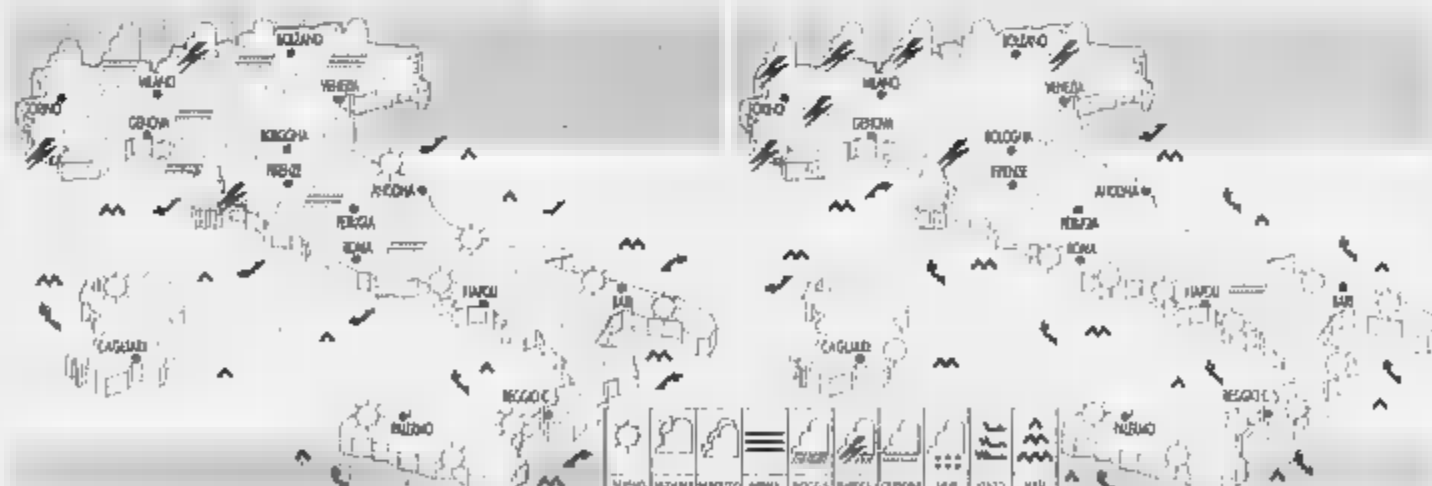 BOLZANO
MILANO
VENEZIA
TORINO
GENOVA
BOLOGNA
FIRENZE
ANCONA
PERUGIA
ROMA
NAPOLI
BARI
CAGLIARI
REGGIO C.
PALERMO
BOLZANO
MILANO
VENEZIA
TORINO
GENOVA
BOLOGNA
FIRENZE
ANCONA
PERUGIA
ROMA
NAPOLI
BARI
CAGLIARI
REGGIO C.
PALERMO